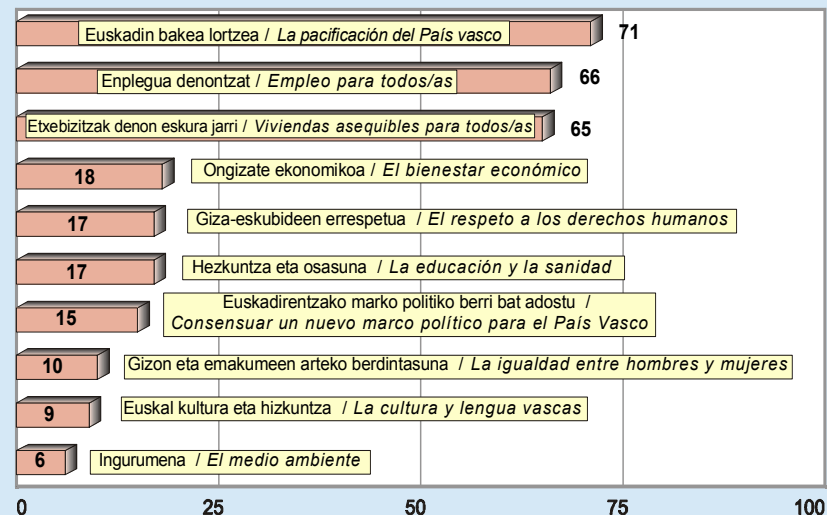 Euskadin bakea lortzea / La pacificación del País vasco 71
Enplegua denontzat / Empleo para todos/as 66
Etxebizitzak denon eskura jarri / Viviendas asequibles para todos/as 65
18 Ongizate ekonomikoa / El bienestar económico
17 Giza-eskubideen errespetua / El respeto a los derechos humanos
17 Hezkuntza eta osasuna / La educación y la sanidad
Euskadirentzako marko politiko berri bat adostu /
15 Consensuar un nuevo marco político para el País Vasco
10 Gizon eta emakumeen arteko berdintasuna / La igualdad entre hombres y mujeres
9 Euskal kultura eta hizkuntza / La cultura y lengua vascas
6 Ingurumena / El medio ambiente
0 25 50 75 100